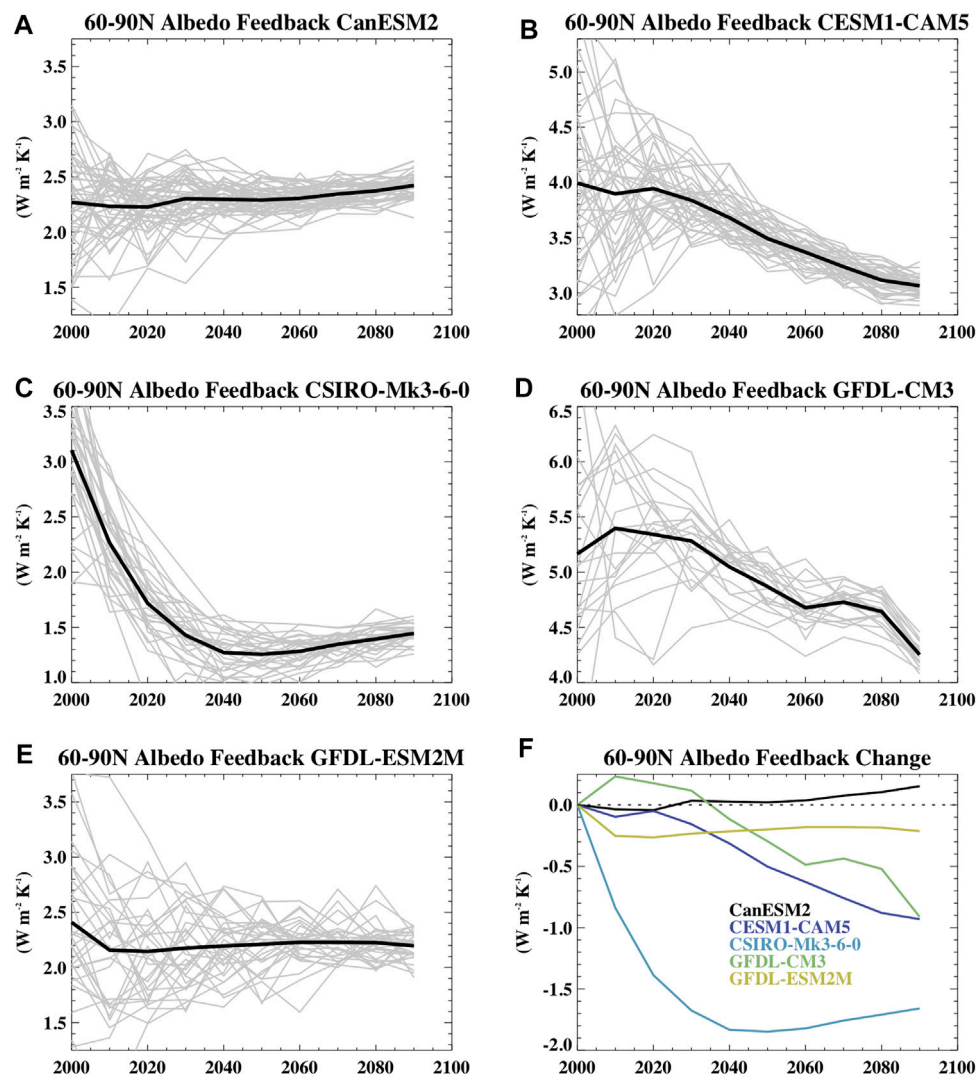 A 60-90N Albedo Feedback CanESM2
(W m⁻² K⁻¹)
3.5
3.0
2.5
2.0
1.5
2000 2020 2040 2060 2080 2100
B 60-90N Albedo Feedback CESM1-CAM5
(W m⁻² K⁻¹)
5.0
4.5
4.0
3.5
3.0
2000 2020 2040 2060 2080 2100
C 60-90N Albedo Feedback CSIRO-Mk3-6-0
(W m⁻² K⁻¹)
3.5
3.0
2.5
2.0
1.5
1.0
2000 2020 2040 2060 2080 2100
D 60-90N Albedo Feedback GFDL-CM3
(W m⁻² K⁻¹)
6.5
6.0
5.5
5.0
4.5
4.0
2000 2020 2040 2060 2080 2100
E 60-90N Albedo Feedback GFDL-ESM2M
(W m⁻² K⁻¹)
3.5
3.0
2.5
2.0
1.5
2000 2020 2040 2060 2080 2100
F 60-90N Albedo Feedback Change
(W m⁻² K⁻¹)
0.0
-0.5
-1.0
-1.5
-2.0
CanESM2
CESM1-CAM5
CSIRO-Mk3-6-0
GFDL-CM3
GFDL-ESM2M
2000 2020 2040 2060 2080 2100